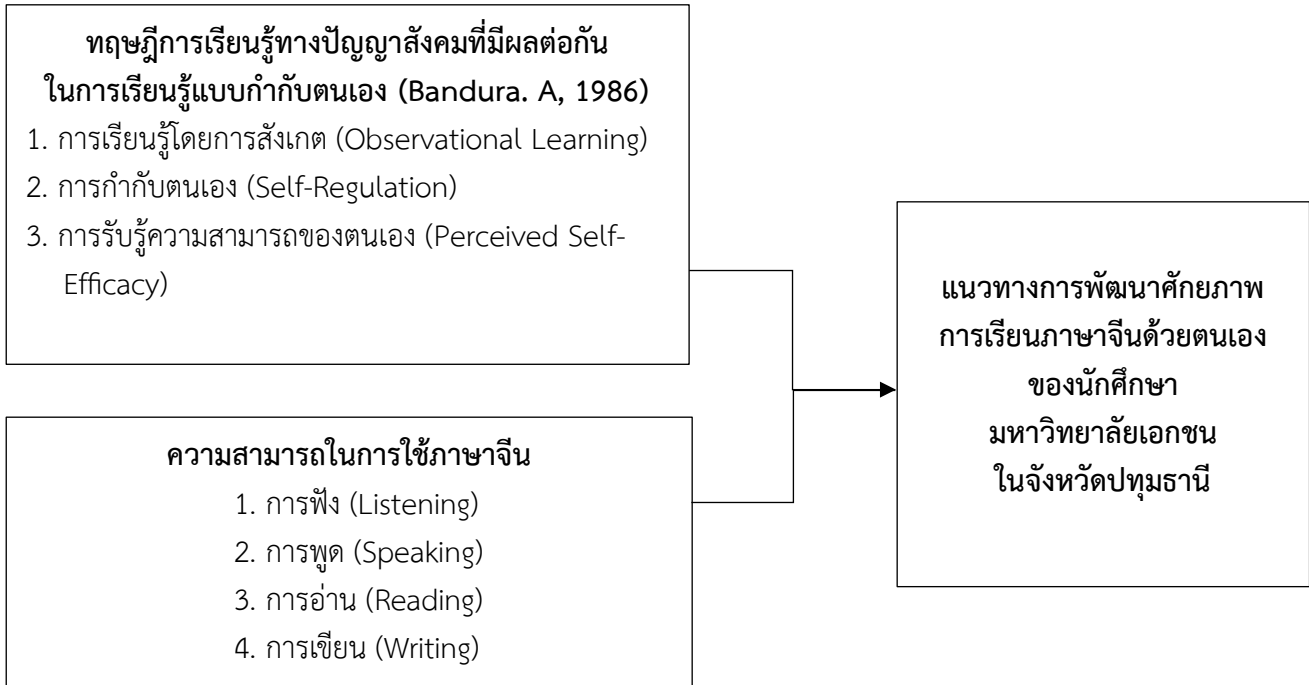 ทฤษฎีการเรียนรู้ทางปัญญาสังคมที่มีผลต่อกัน
ในการเรียนรู้แบบกำกับตนเอง (Bandura. A, 1986)
1. การเรียนรู้โดยการสังเกต (Observational Learning)
2. การกำกับตนเอง (Self-Regulation)
3. การรับรู้ความสามารถของตนเอง (Perceived Self-
Efficacy)
ความสามารถในการใช้ภาษาจีน
1. การฟัง (Listening)
2. การพูด (Speaking)
3. การอ่าน (Reading)
4. การเขียน (Writing)
แนวทางการพัฒนาศักยภาพ
การเรียนภาษาจีนด้วยตนเอง
ของนักศึกษา
มหาวิทยาลัยเอกชน
ในจังหวัดปทุมธานี